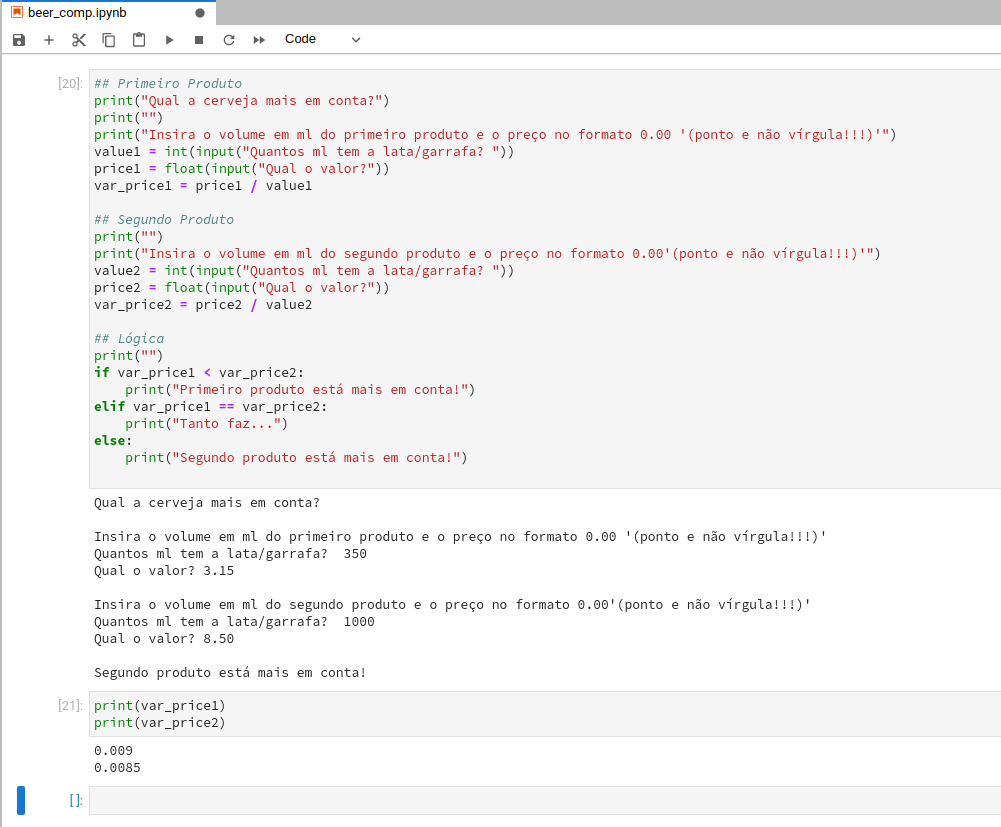 beer_comp.ipynb
Code
[20]:
## Primeiro Produto
print("Qual a cerveja mais em conta?")
print("")
print("Insira o volume em ml do primeiro produto e o preço no formato 0.00 '(ponto e não vírgula!!!)'")
value1 = int(input("Quantos ml tem a lata/garrafa? "))
price1 = float(input("Qual o valor?"))
var_price1 = price1 / value1

## Segundo Produto
print("")
print("Insira o volume em ml do segundo produto e o preço no formato 0.00'(ponto e não vírgula!!!)'")
value2 = int(input("Quantos ml tem a lata/garrafa? "))
price2 = float(input("Qual o valor?"))
var_price2 = price2 / value2

## Lógica
print("")
if var_price1 < var_price2:
    print("Primeiro produto está mais em conta!")
elif var_price1 == var_price2:
    print("Tanto faz...")
else:
    print("Segundo produto está mais em conta!")

Qual a cerveja mais em conta?

Insira o volume em ml do primeiro produto e o preço no formato 0.00 '(ponto e não vírgula!!!)'
Quantos ml tem a lata/garrafa?  350
Qual o valor? 3.15

Insira o volume em ml do segundo produto e o preço no formato 0.00'(ponto e não vírgula!!!)'
Quantos ml tem a lata/garrafa?  1000
Qual o valor? 8.50

Segundo produto está mais em conta!
[21]:
print(var_price1)
print(var_price2)
0.009
0.0085
[ ]: